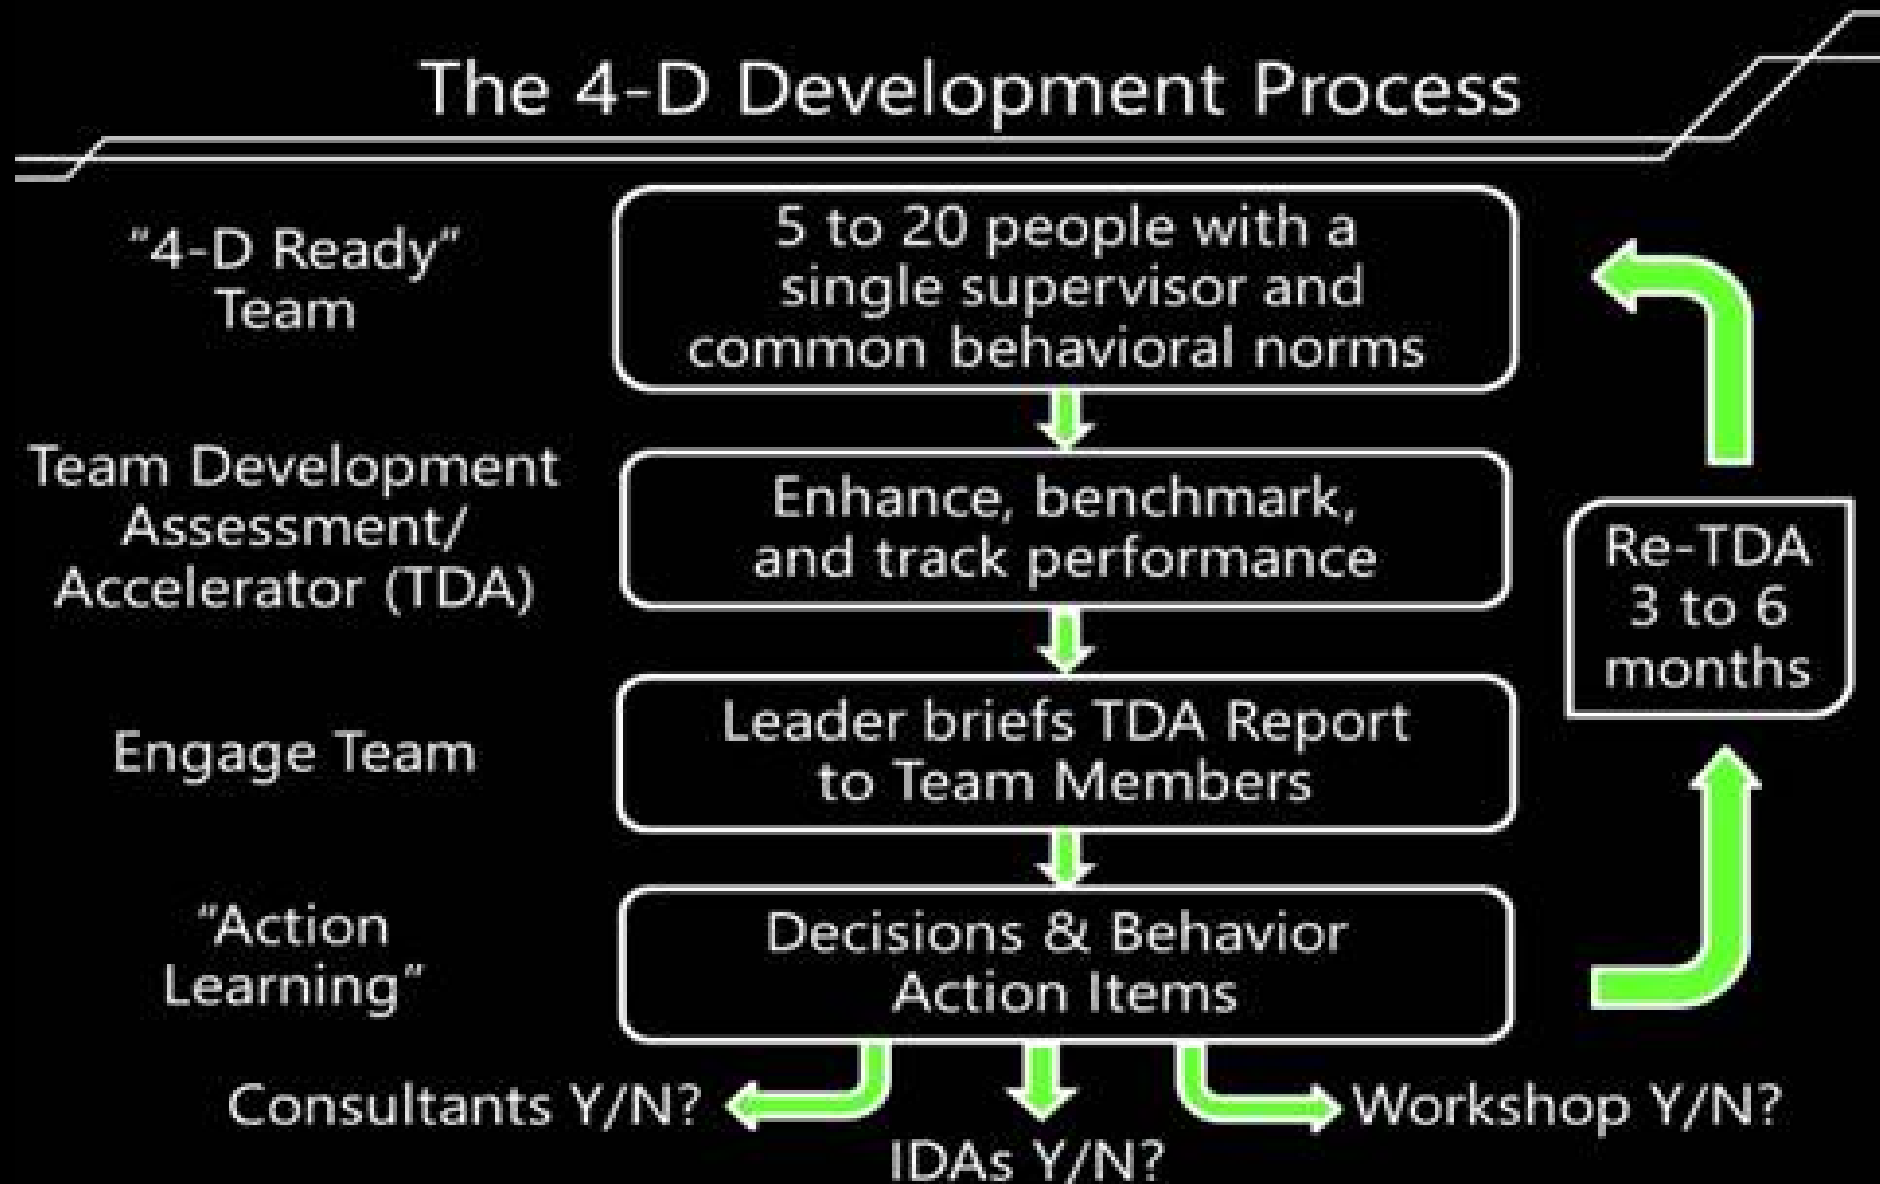 The 4-D Development Process
“4-D Ready”
Team
5 to 20 people with a
single supervisor and
common behavioral norms
Team Development
Assessment/
Accelerator (TDA)
Enhance, benchmark,
and track performance
Re-TDA
3 to 6
months
Engage Team
Leader briefs TDA Report
to Team Members
“Action
Learning”
Decisions & Behavior
Action Items
Consultants Y/N?
IDAs Y/N?
Workshop Y/N?